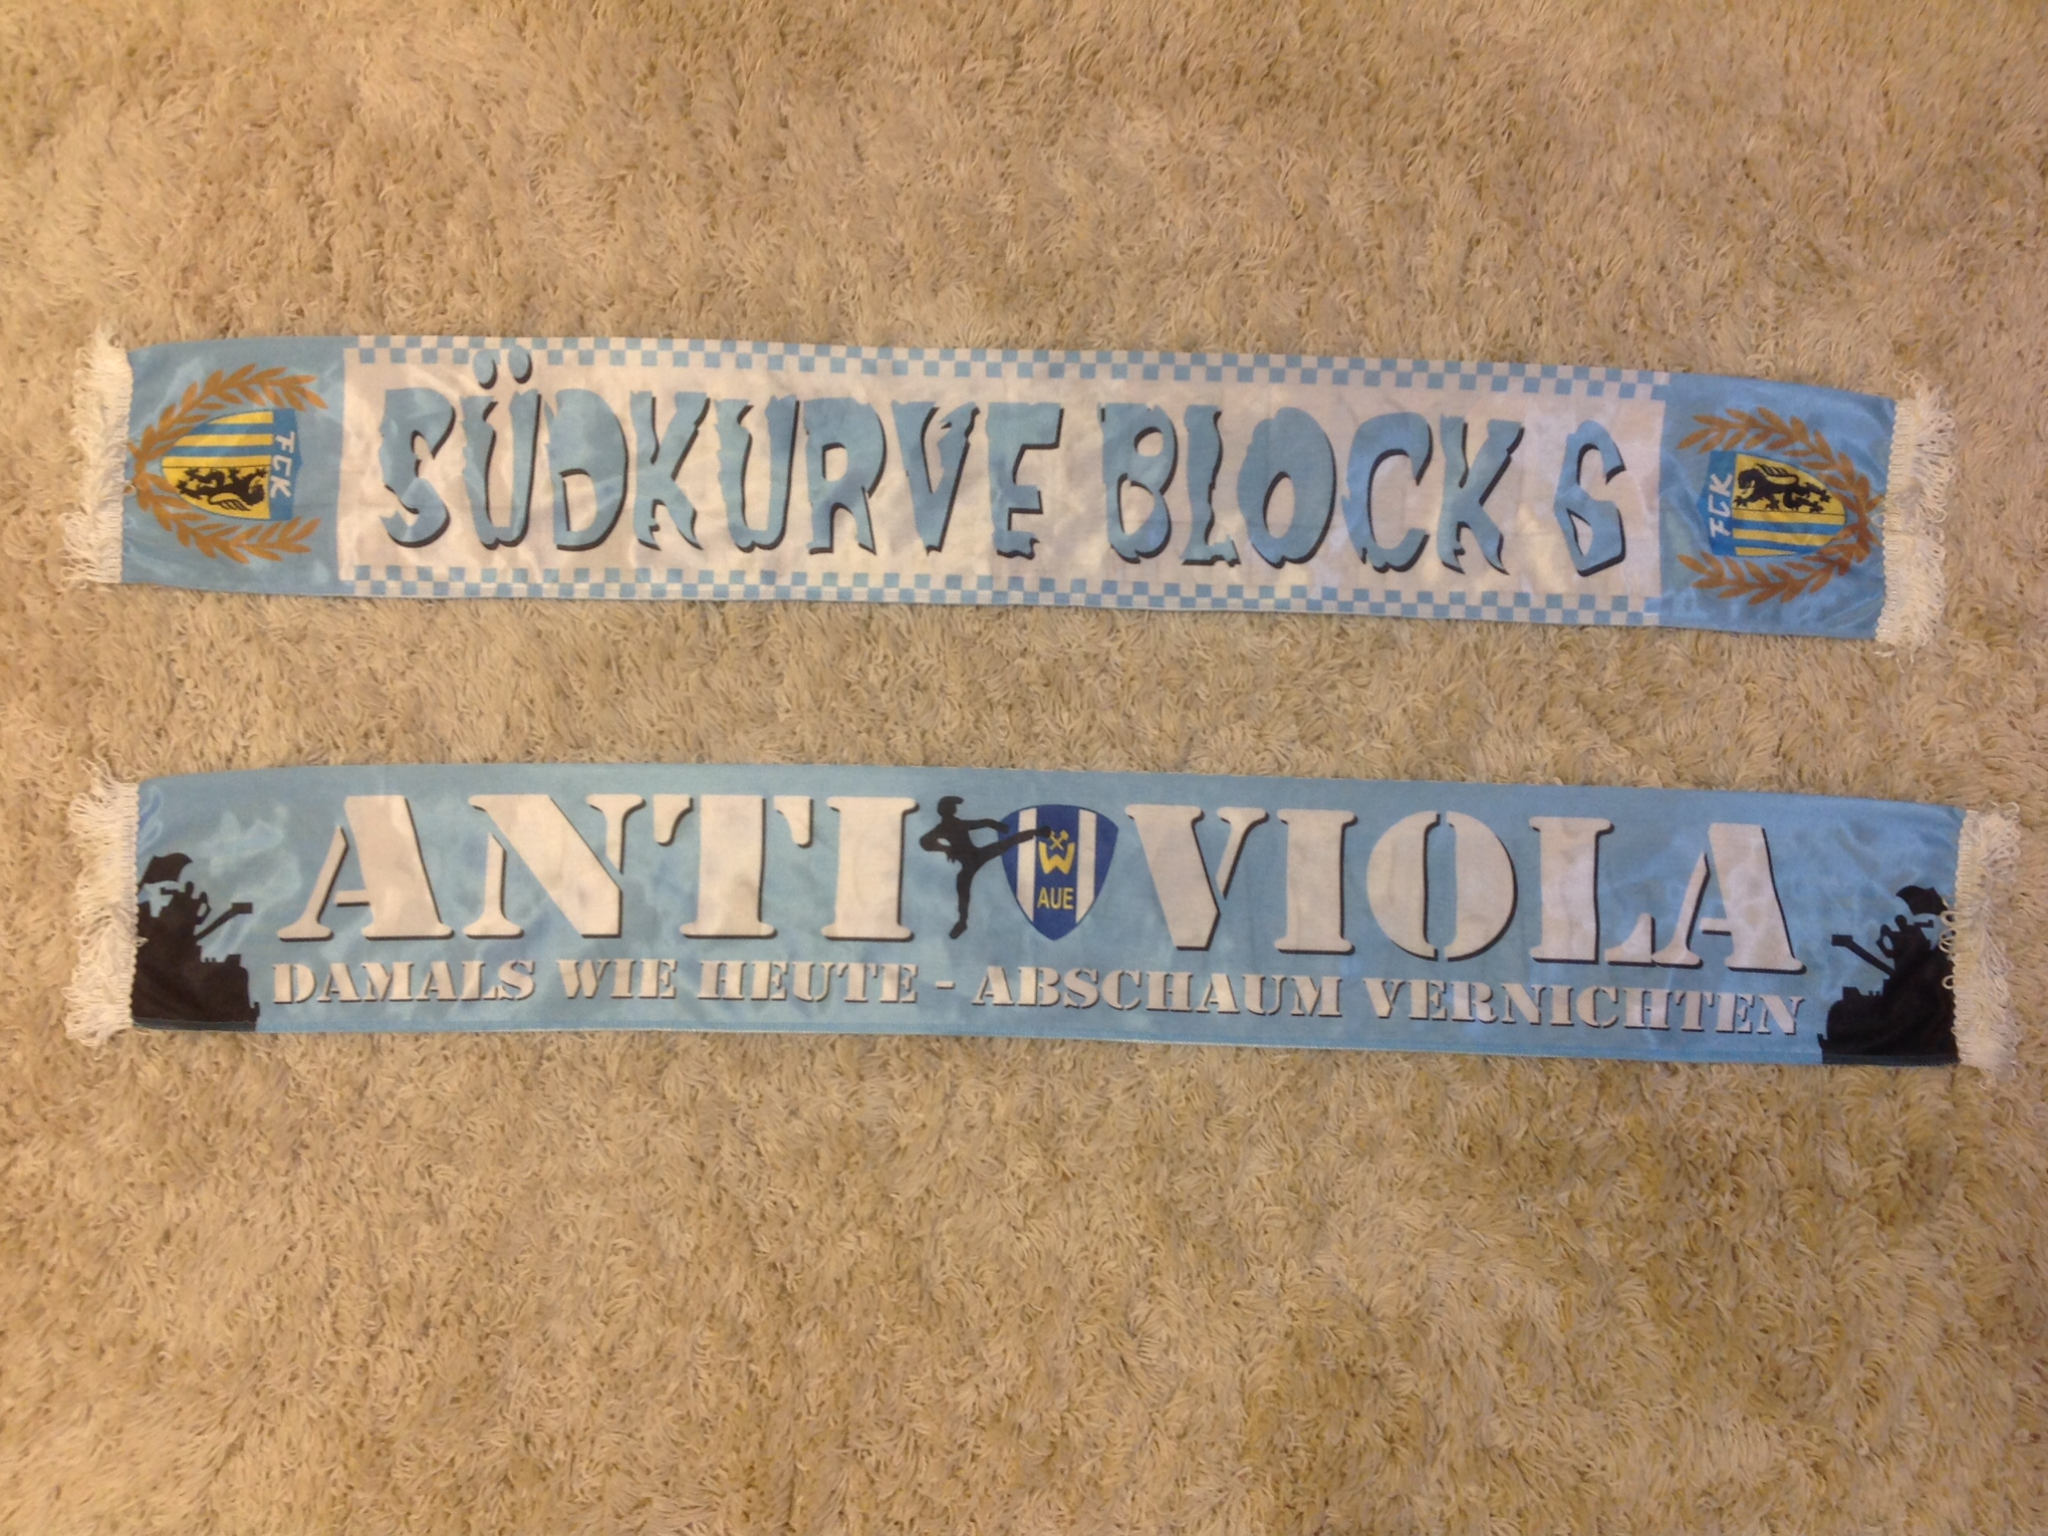 FCK
SÜDKURVE BLOCK 6
FCK
ANTI VIOLA
W
AUE
DAMALS WIE HEUTE - ABSCHAUM VERNICHTEN